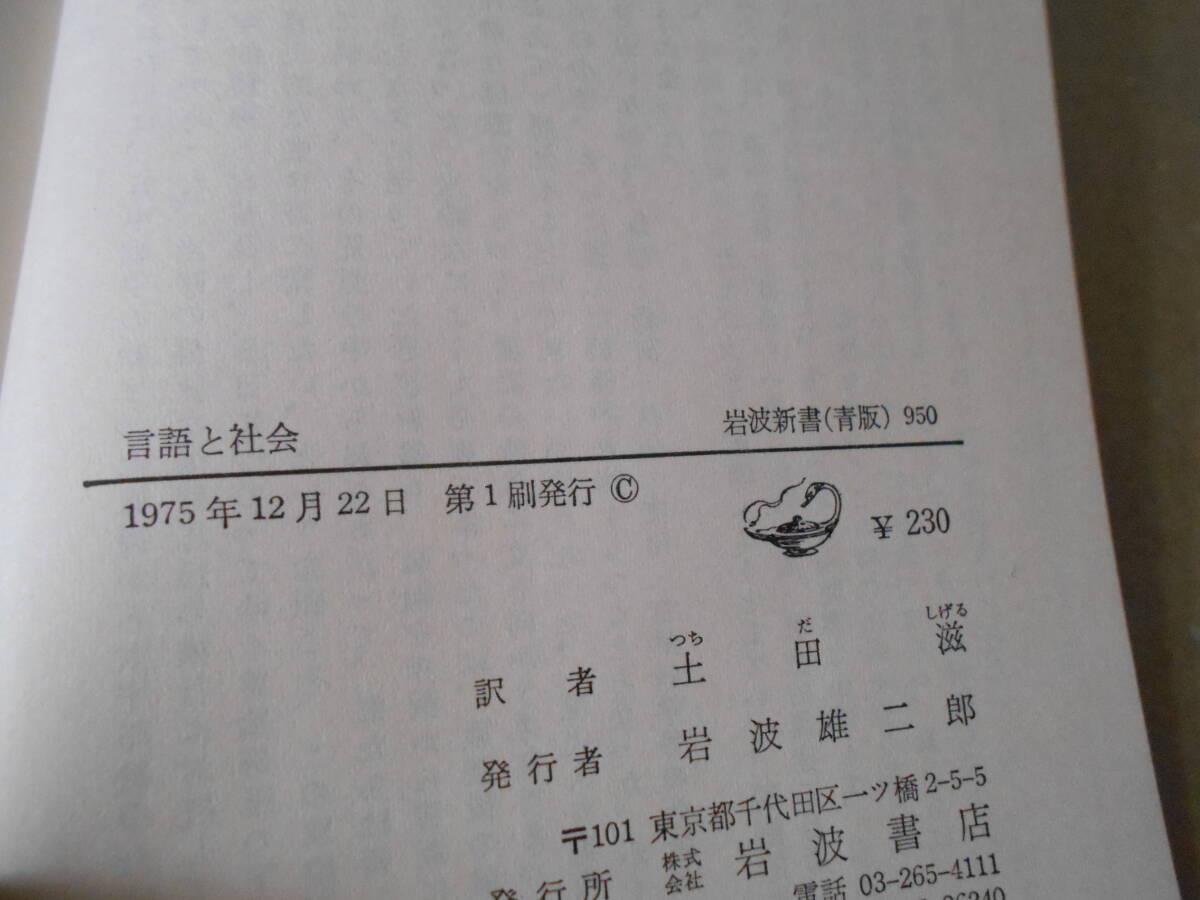 言語と社会
岩波新書(青版) 950
1975年12月22日 第1刷発行 ©
¥ 230
訳者 土田滋
つち だ しげる
発行者 岩波雄二郎
〒101 東京都千代田区一ツ橋2-5-5
発行所 株式会社 岩波書店
電話 03-265-4111